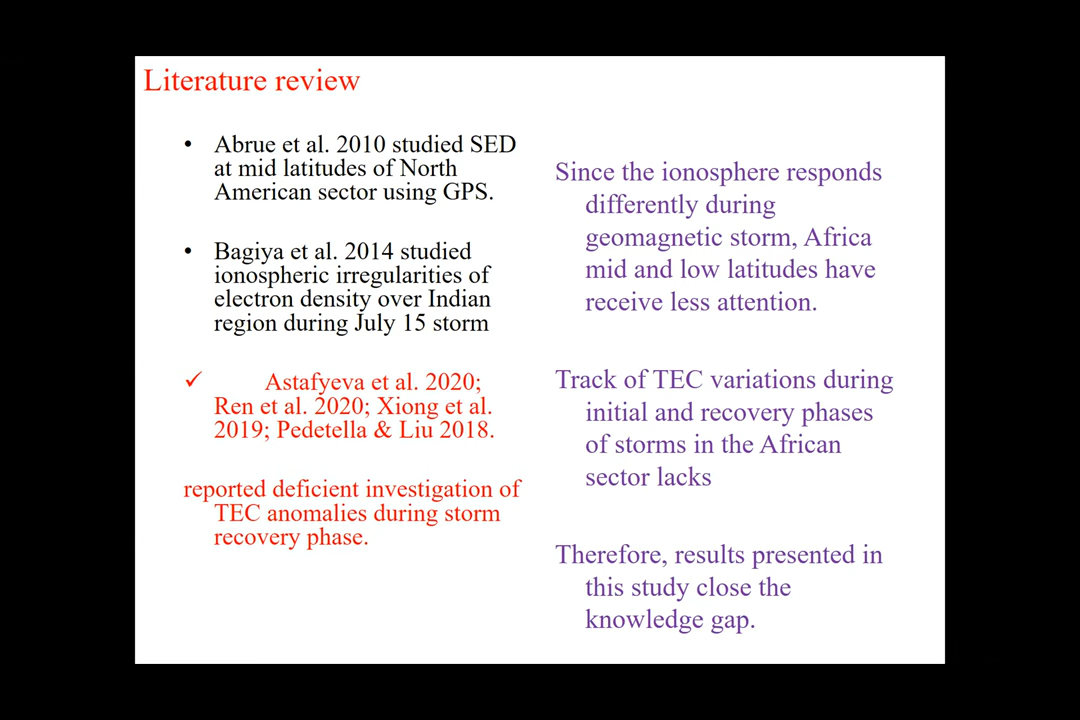 Literature review
• Abrue et al. 2010 studied SED
at mid latitudes of North
American sector using GPS.
• Bagiya et al. 2014 studied
ionospheric irregularities of
electron density over Indian
region during July 15 storm
✓ Astafyeva et al. 2020;
Ren et al. 2020; Xiong et al.
2019; Pedetella & Liu 2018.
reported deficient investigation of
TEC anomalies during storm
recovery phase.
Since the ionosphere responds
differently during
geomagnetic storm, Africa
mid and low latitudes have
receive less attention.
Track of TEC variations during
initial and recovery phases
of storms in the African
sector lacks
Therefore, results presented in
this study close the
knowledge gap.